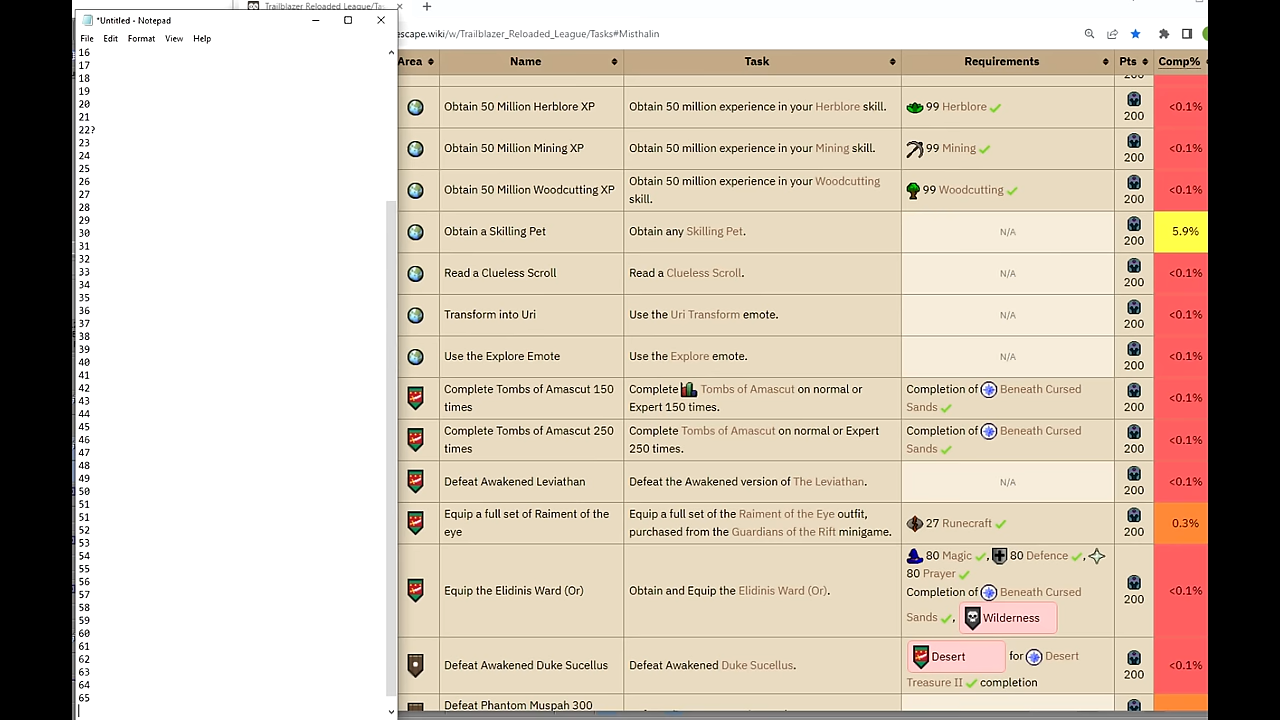 *Untitled - Notepad
File Edit Format View Help
16
17
18
19
20
21
22?
23
24
25
26
27
28
29
30
31
32
33
34
35
36
37
38
39
40
41
42
43
44
45
46
47
48
49
50
51
51
52
53
54
55
56
57
58
59
60
61
62
63
64
65
Trailblazer Reloaded League/Ta
escape.wiki/w/Trailblazer_Reloaded_League/Tasks#Misthalin
Area Name Task Requirements Pts Comp%
200
Obtain 50 Million Herblore XP Obtain 50 million experience in your Herblore skill. 99 Herblore 200 <0.1%
Obtain 50 Million Mining XP Obtain 50 million experience in your Mining skill. 99 Mining 200 <0.1%
Obtain 50 Million Woodcutting XP Obtain 50 million experience in your Woodcutting
skill. 99 Woodcutting 200 <0.1%
Obtain a Skilling Pet Obtain any Skilling Pet. N/A 200 5.9%
Read a Clueless Scroll Read a Clueless Scroll. N/A 200 <0.1%
Transform into Uri Use the Uri Transform emote. N/A 200 <0.1%
Use the Explore Emote Use the Explore emote. N/A 200 <0.1%
Complete Tombs of Amascut 150
times Complete Tombs of Amascut on normal or
Expert 150 times. Completion of Beneath Cursed
Sands 200 <0.1%
Complete Tombs of Amascut 250
times Complete Tombs of Amascut on normal or Expert
250 times. Completion of Beneath Cursed
Sands 200 <0.1%
Defeat Awakened Leviathan Defeat the Awakened version of The Leviathan. N/A 200 <0.1%
Equip a full set of Raiment of the
eye Equip a full set of the Raiment of the Eye outfit,
purchased from the Guardians of the Rift minigame. 27 Runecraft 200 0.3%
Equip the Elidinis Ward (Or) Obtain and Equip the Elidinis Ward (Or). 80 Magic , 80 Defence ,
80 Prayer
Completion of Beneath Cursed
Sands , Wilderness 200 <0.1%
Defeat Awakened Duke Sucellus Defeat Awakened Duke Sucellus. Desert for Desert
Treasure II completion 200 <0.1%
Defeat Phantom Muspah 300